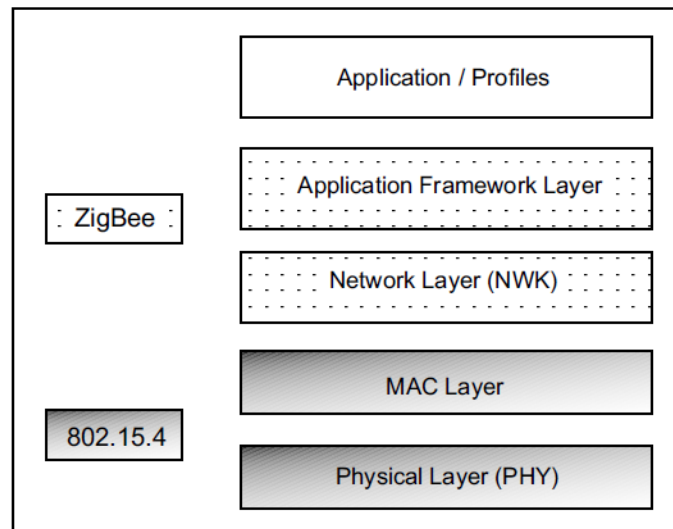 Application / Profiles
Application Framework Layer
ZigBee
Network Layer (NWK)
MAC Layer
802.15.4
Physical Layer (PHY)